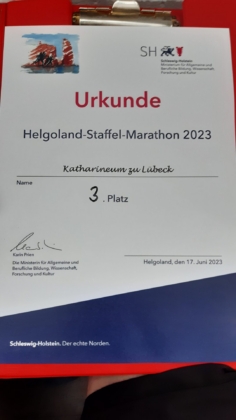 SH
Schleswig-Holstein
Ministerium für Allgemeine und
Berufliche Bildung, Wissenschaft,
Forschung und Kultur
Urkunde
Helgoland-Staffel-Marathon 2023
Katharineum zu Lübeck
Name
3. Platz
Karin Prien
Die Ministerin für Allgemeine und
Berufliche Bildung, Wissenschaft,
Forschung und Kultur
Helgoland, den 17. Juni 2023
Schleswig-Holstein. Der echte Norden.